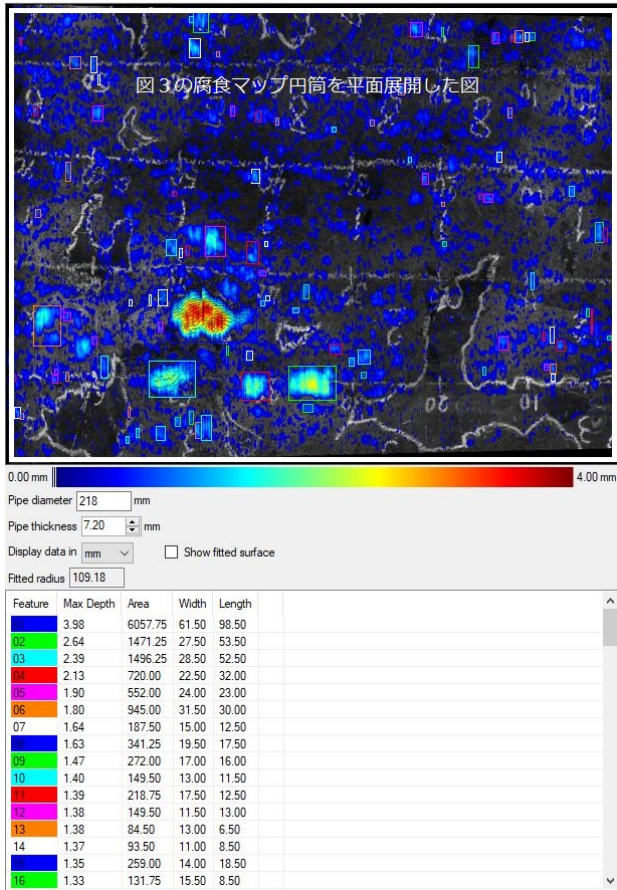 図３の腐食マップ円筒を平面展開した図
0.00 mm 4.00 mm
Pipe diameter 218 mm
Pipe thickness 7.20 mm
Display data in mm Show fitted surface
Fitted radius 109.18
Feature Max Depth Area Width Length
01 3.98 6057.75 61.50 98.50
02 2.64 1471.25 27.50 53.50
03 2.39 1496.25 28.50 52.50
04 2.13 720.00 22.50 32.00
05 1.90 552.00 24.00 23.00
06 1.80 945.00 31.50 30.00
07 1.64 187.50 15.00 12.50
08 1.63 341.25 19.50 17.50
09 1.47 272.00 17.00 16.00
10 1.40 149.50 13.00 11.50
11 1.39 218.75 17.50 12.50
12 1.38 149.50 11.50 13.00
13 1.38 84.50 13.00 6.50
14 1.37 93.50 11.00 8.50
15 1.35 259.00 14.00 18.50
16 1.33 131.75 15.50 8.50